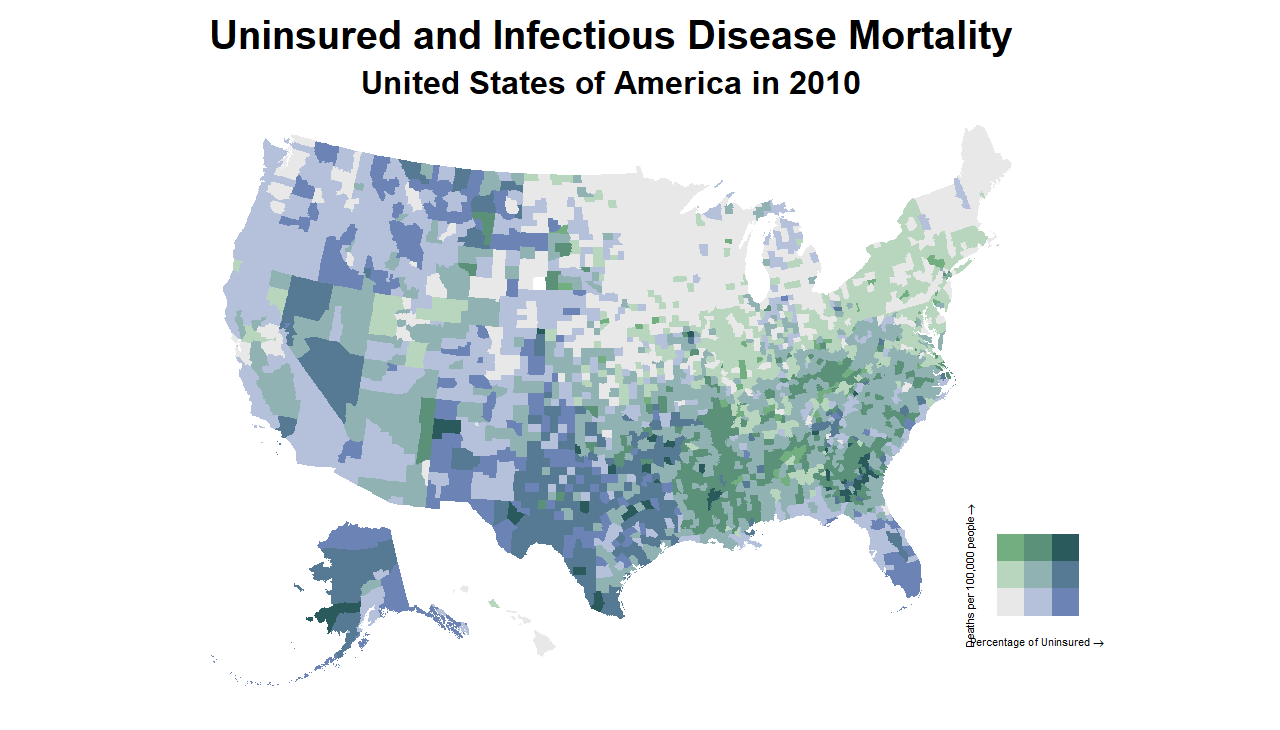 Uninsured and Infectious Disease Mortality
United States of America in 2010
Deaths per 100,000 people →
Percentage of Uninsured →